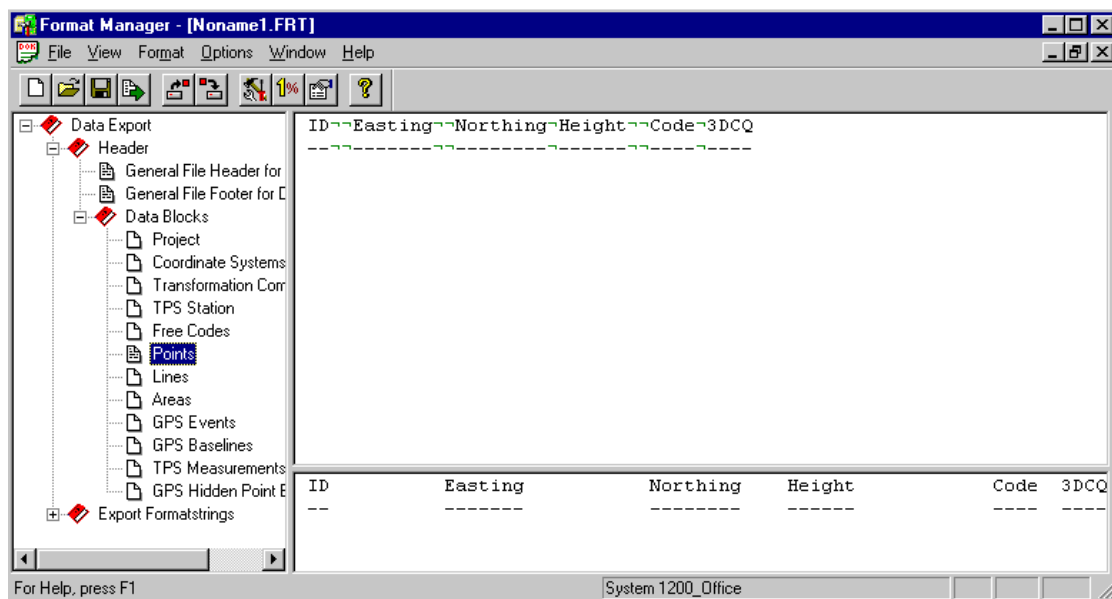 Format Manager - [Noname1.FRT]
File View Format Options Window Help
1%
?
Data Export
Header
General File Header for
General File Footer for D
Data Blocks
Project
Coordinate Systems
Transformation Com
TPS Station
Free Codes
Points
Lines
Areas
GPS Events
GPS Baselines
TPS Measurements
GPS Hidden Point E
Export Formatstrings
ID¬¬Easting¬¬Northing¬Height¬¬Code¬3DCQ
--¬¬-------¬¬--------¬------¬¬----¬----
ID Easting Northing Height Code 3DCQ
-- ------- -------- ------ ---- ----
For Help, press F1 System 1200_Office